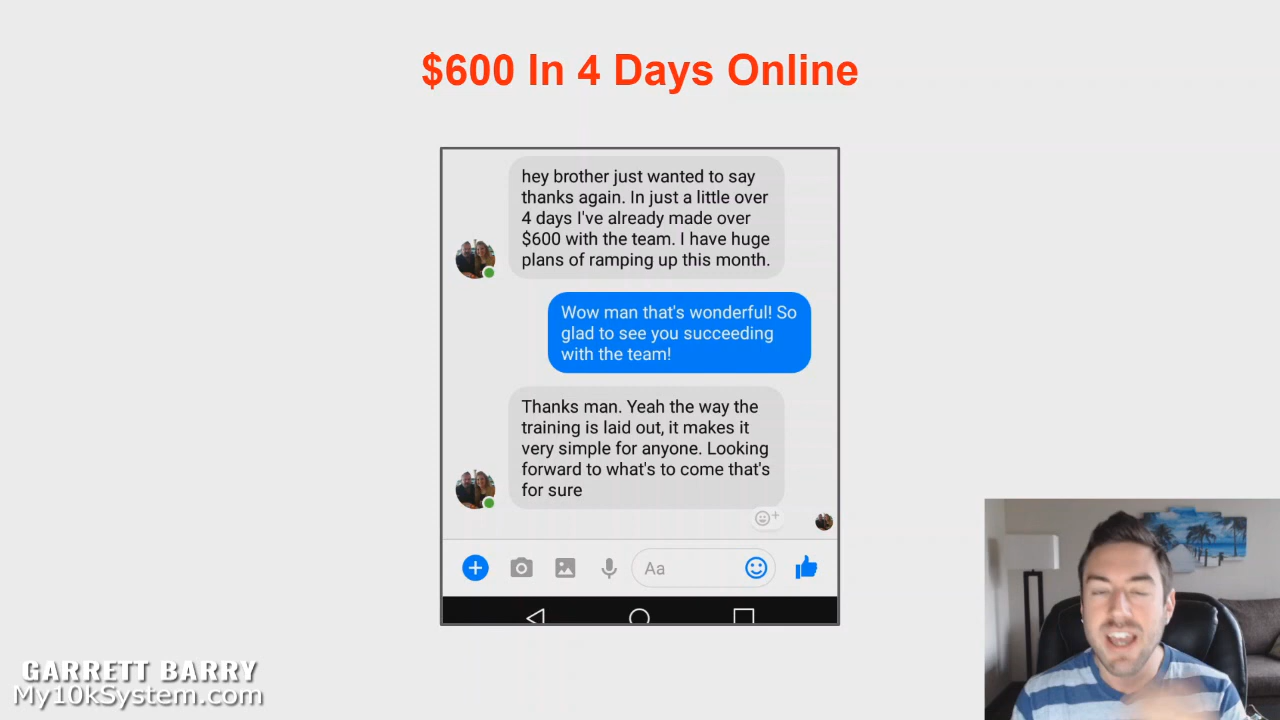 $600 In 4 Days Online
hey brother just wanted to say
thanks again. In just a little over
4 days I've already made over
$600 with the team. I have huge
plans of ramping up this month.
Wow man that's wonderful! So
glad to see you succeeding
with the team!
Thanks man. Yeah the way the
training is laid out, it makes it
very simple for anyone. Looking
forward to what's to come that's
for sure
Aa
GARRETT BARRY
My10kSystem.com